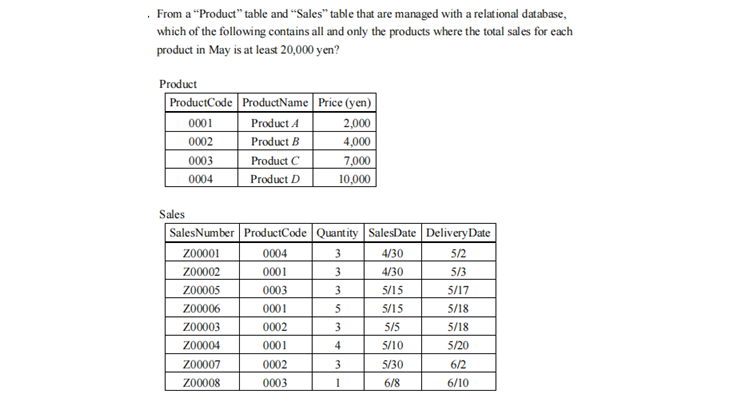 . From a “Product” table and “Sales” table that are managed with a relational database,
which of the following contains all and only the products where the total sales for each
product in May is at least 20,000 yen?
Product
ProductCode ProductName Price (yen)
0001 Product A 2,000
0002 Product B 4,000
0003 Product C 7,000
0004 Product D 10,000
Sales
SalesNumber ProductCode Quantity SalesDate DeliveryDate
Z00001 0004 3 4/30 5/2
Z00002 0001 3 4/30 5/3
Z00005 0003 3 5/15 5/17
Z00006 0001 5 5/15 5/18
Z00003 0002 3 5/5 5/18
Z00004 0001 4 5/10 5/20
Z00007 0002 3 5/30 6/2
Z00008 0003 1 6/8 6/10